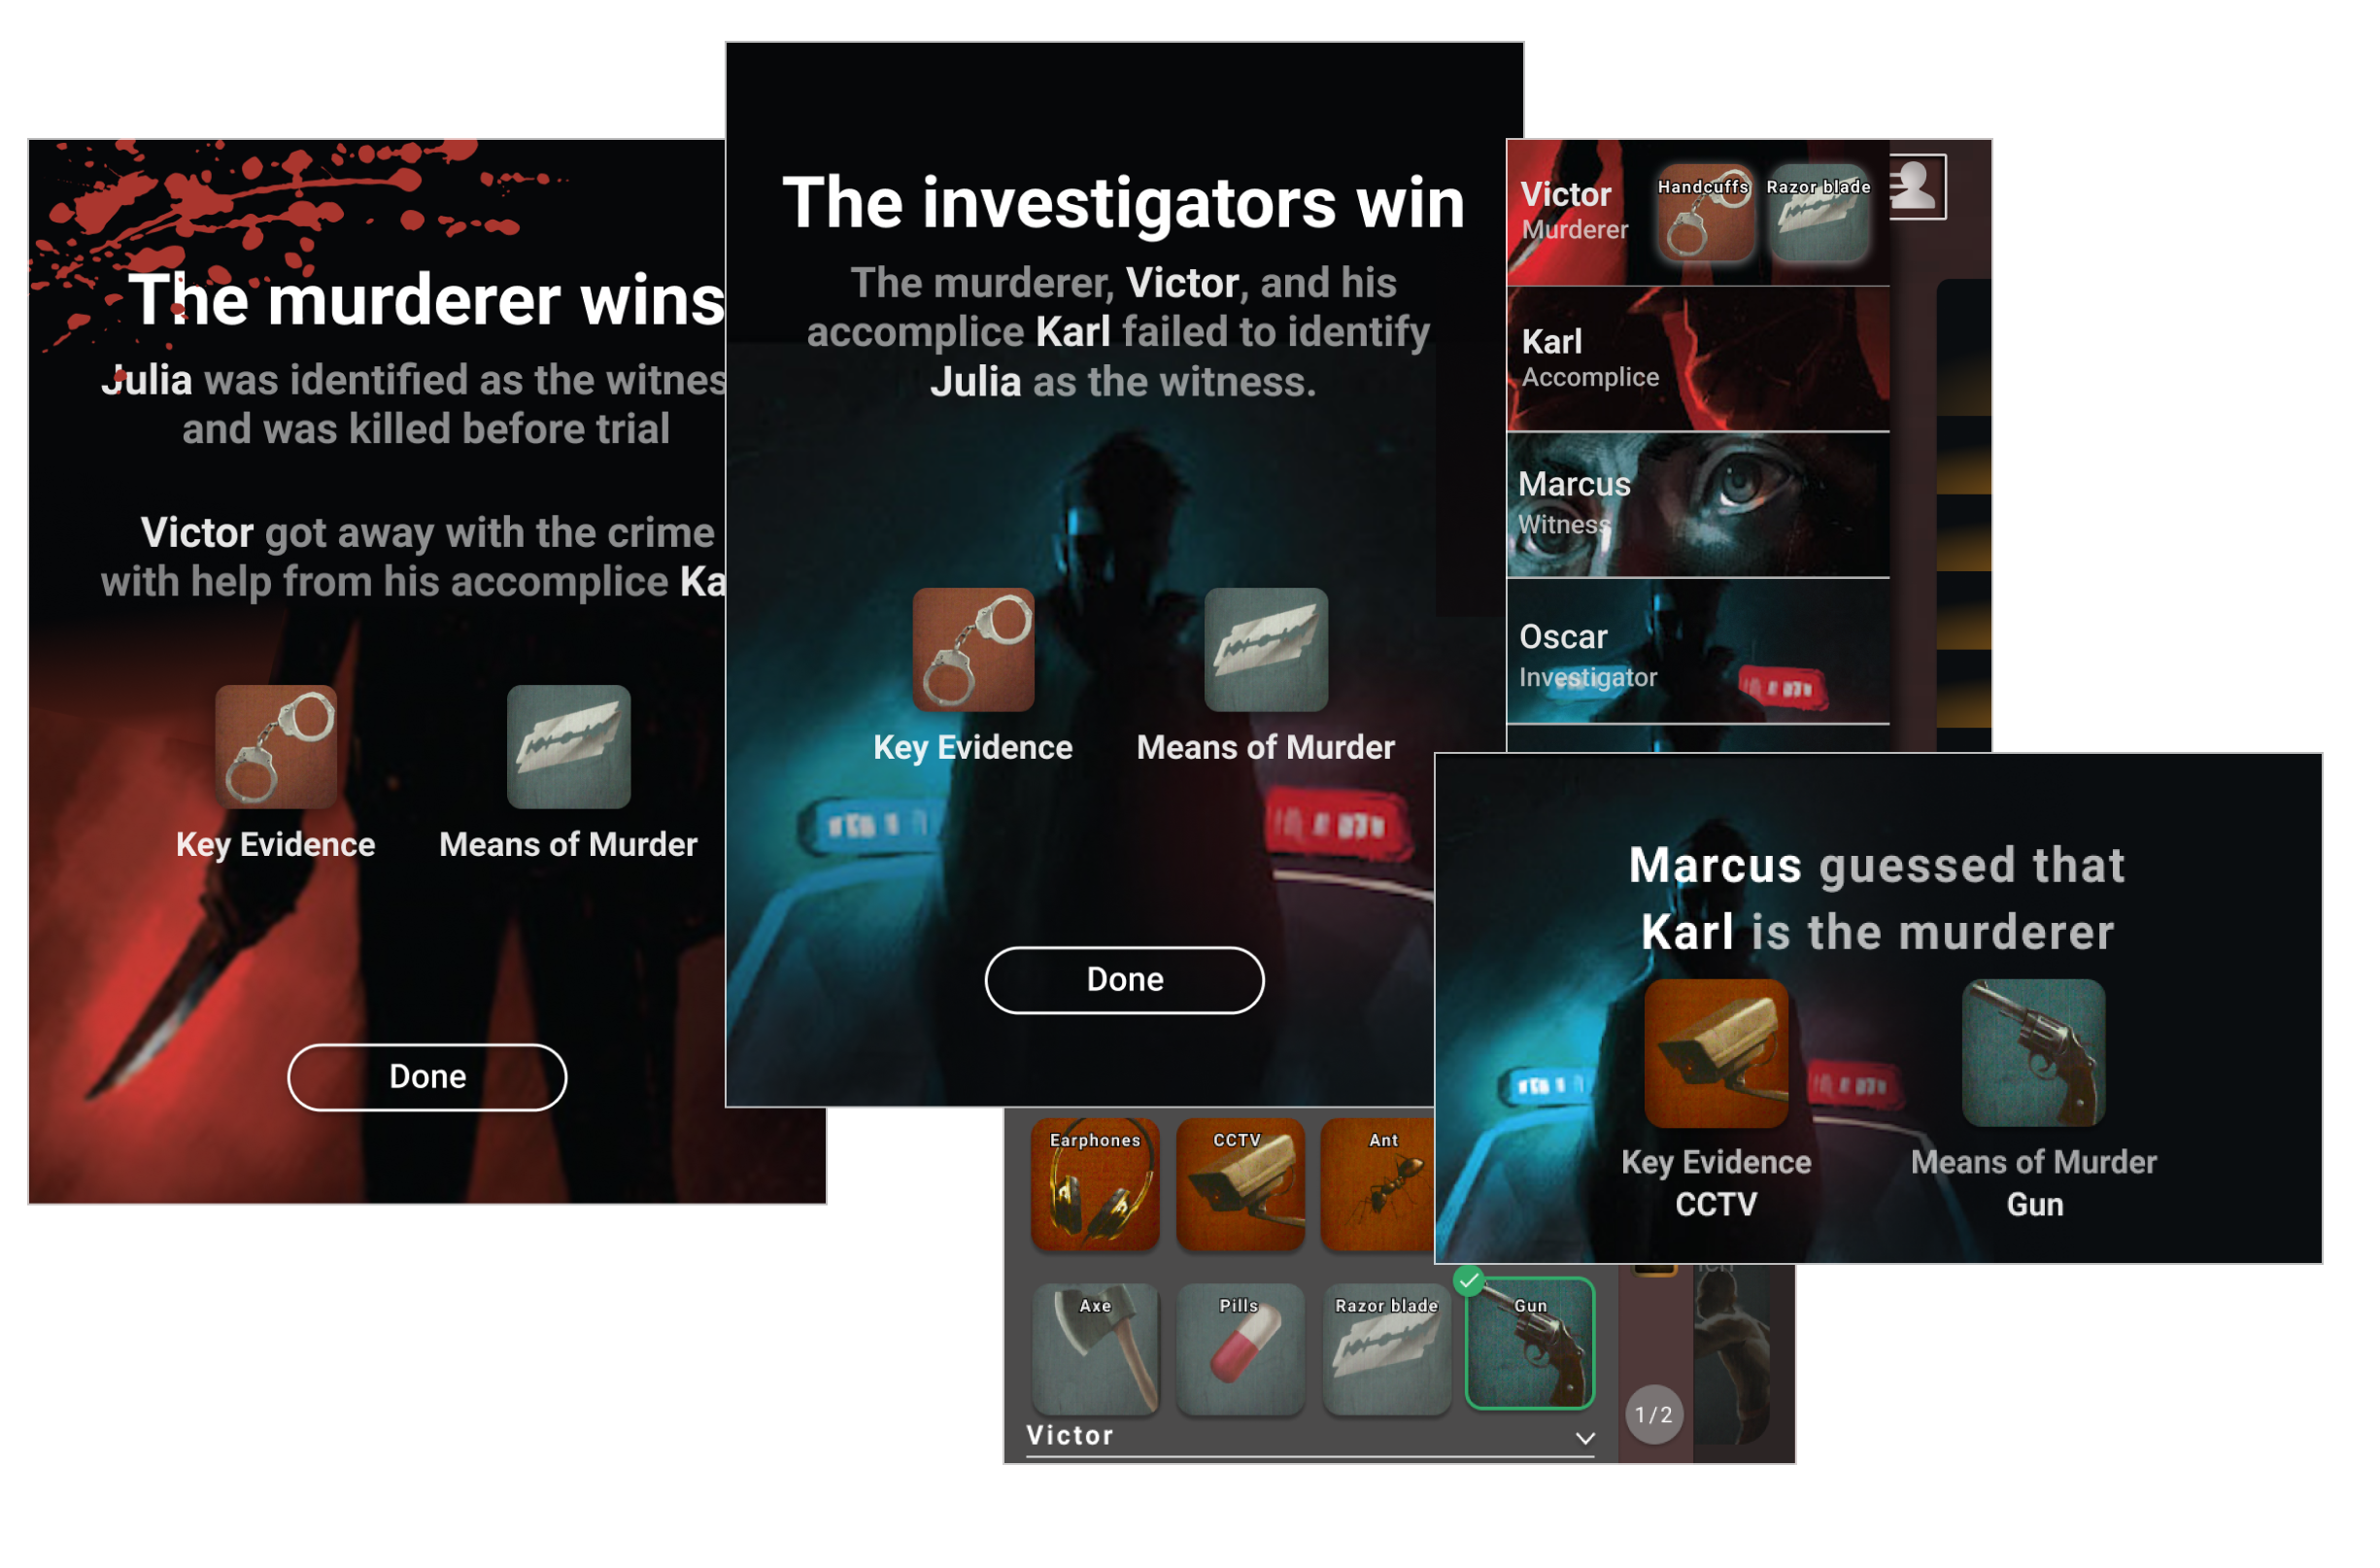 The murderer wins
Julia was identified as the witnes
and was killed before trial
Victor got away with the crime
with help from his accomplice Ka
Key Evidence
Means of Murder
Done
The investigators win
The murderer, Victor, and his
accomplice Karl failed to identify
Julia as the witness.
Key Evidence
Means of Murder
Done
Victor
Murderer
Handcuffs
Razor blade
Karl
Accomplice
Marcus
Witness
Oscar
Investigator
Marcus guessed that
Karl is the murderer
Key Evidence
CCTV
Means of Murder
Gun
Earphones
CCTV
Ant
Axe
Pills
Razor blade
Gun
Victor
1/2